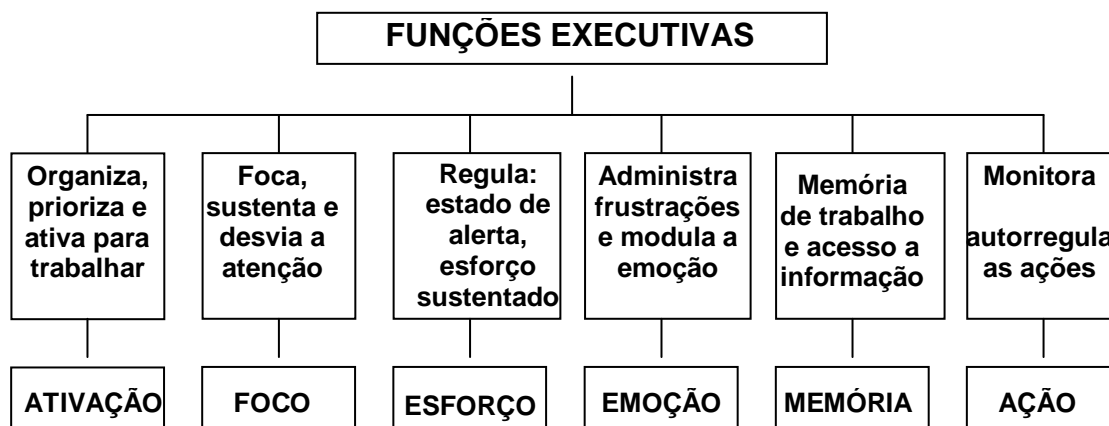 FUNÇÕES EXECUTIVAS
Organiza,
prioriza e
ativa para
trabalhar
Foca,
sustenta e
desvia a
atenção
Regula:
estado de
alerta,
esforço
sustentado
Administra
frustrações
e modula a
emoção
Memória
de trabalho
e acesso a
informação
Monitora
autorregula
as ações
ATIVAÇÃO
FOCO
ESFORÇO
EMOÇÃO
MEMÓRIA
AÇÃO